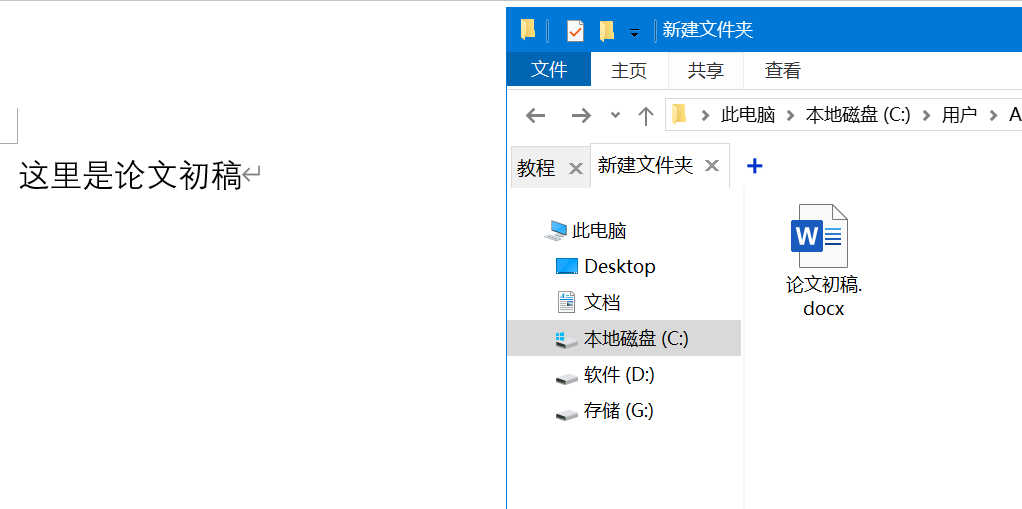 这里是论文初稿
新建文件夹
文件 主页 共享 查看
此电脑 本地磁盘 (C:) 用户 A
教程 新建文件夹
此电脑
Desktop
文档
本地磁盘 (C:)
软件 (D:)
存储 (G:)
W
论文初稿.
docx